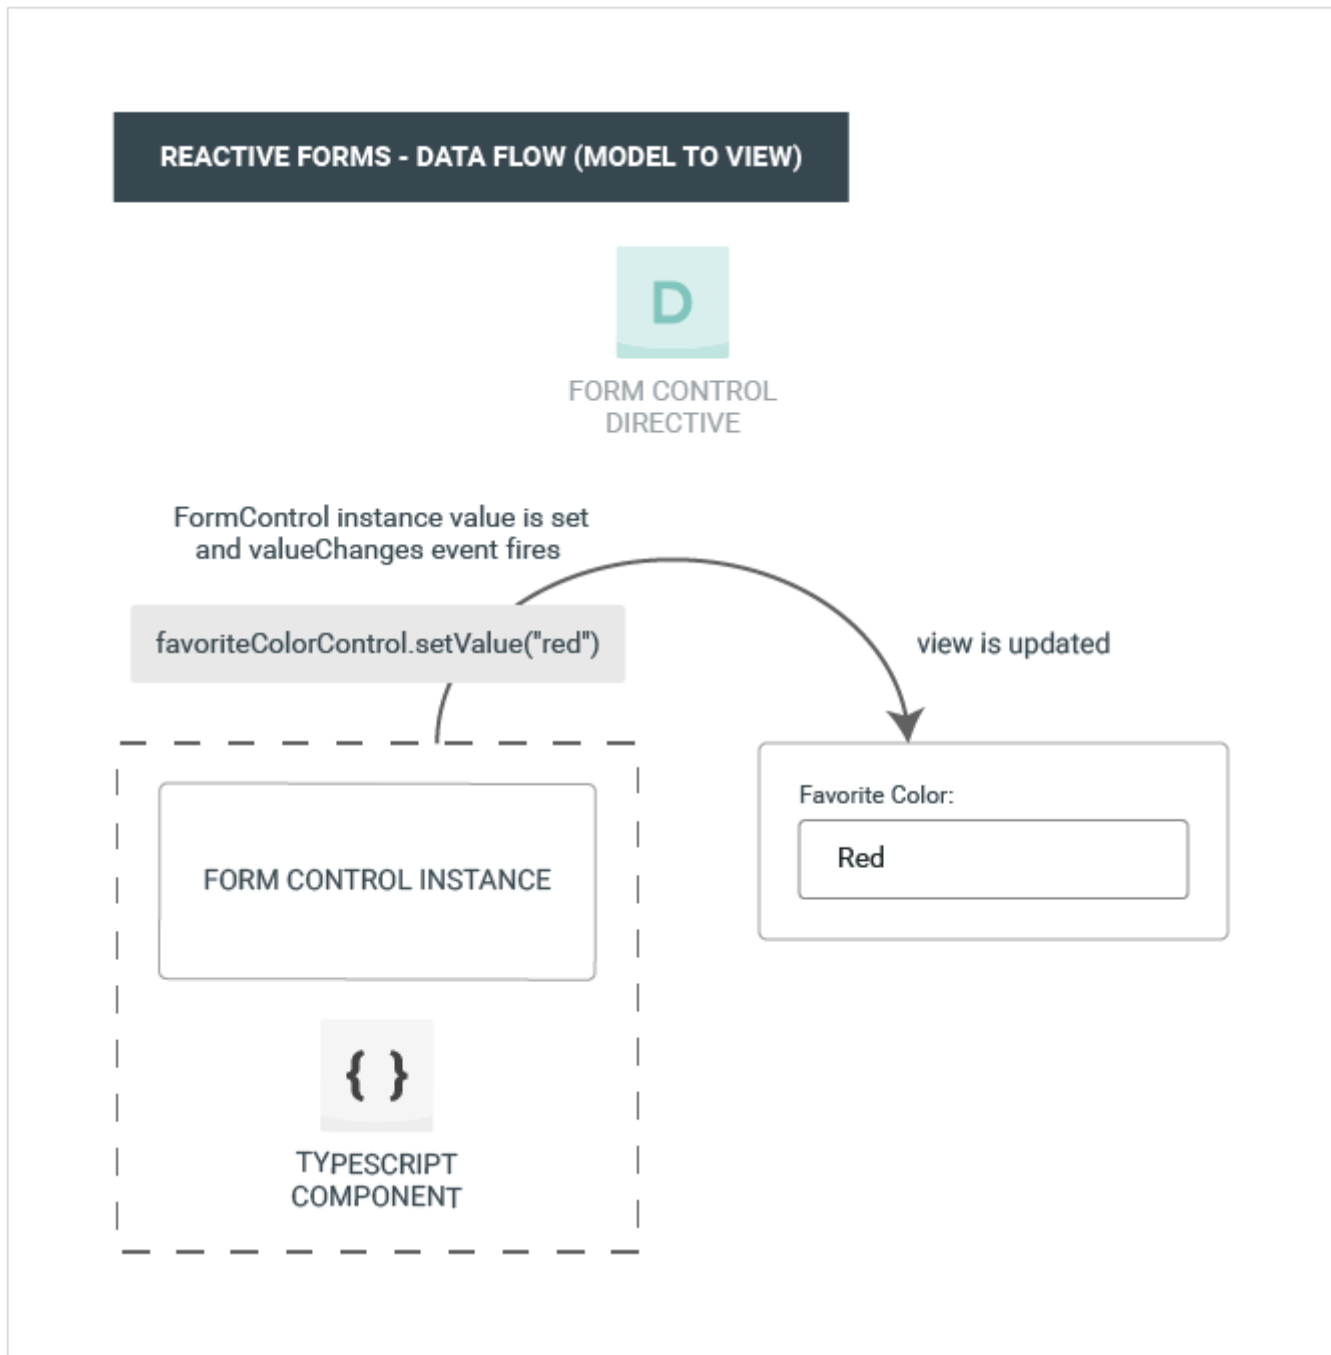 REACTIVE FORMS - DATA FLOW (MODEL TO VIEW)
D
FORM CONTROL
DIRECTIVE
FormControl instance value is set
and valueChanges event fires
favoriteColorControl.setValue("red")
view is updated
FORM CONTROL INSTANCE
Favorite Color:
Red
{ }
TYPESCRIPT
COMPONENT